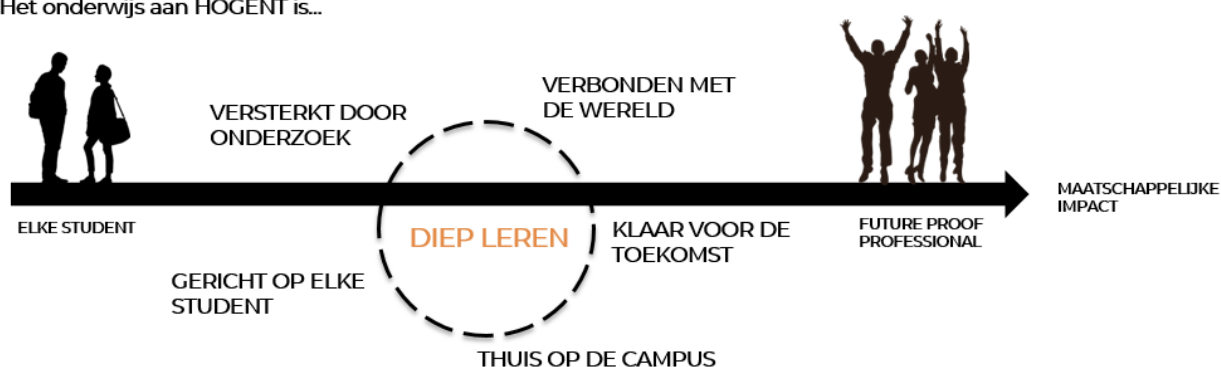 Het onderwijs aan HOGENT is...
VERSTERKT DOOR
ONDERZOEK
VERBONDEN MET
DE WERELD
ELKE STUDENT
DIEP LEREN
KLAAR VOOR DE
TOEKOMST
FUTURE PROOF
PROFESSIONAL
MAATSCHAPPELIJKE
IMPACT
GERICHT OP ELKE
STUDENT
THUIS OP DE CAMPUS